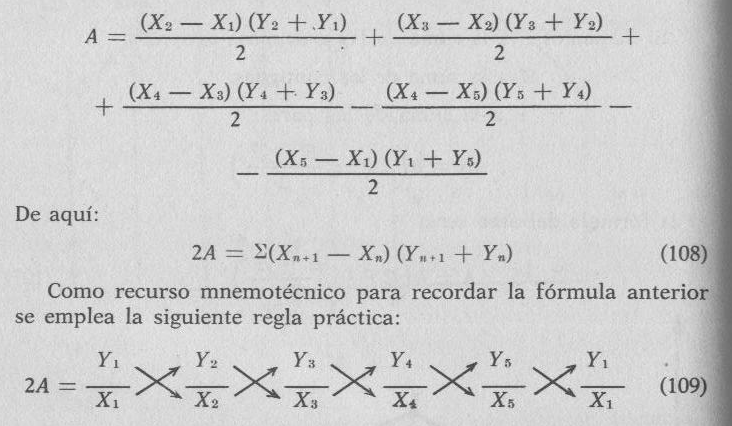 A = (X₂ — X₁) (Y₂ + Y₁) / 2 + (X₃ — X₂) (Y₃ + Y₂) / 2 +
+ (X₄ — X₃) (Y₄ + Y₃) / 2 — (X₄ — X₅) (Y₅ + Y₄) / 2 —
— (X₅ — X₁) (Y₁ + Y₅) / 2
De aquí:
2A = Σ(Xₙ₊₁ — Xₙ) (Yₙ₊₁ + Yₙ) (108)
Como recurso mnemotécnico para recordar la fórmula anterior
se emplea la siguiente regla práctica:
2A = Y₁/X₁ Y₂/X₂ Y₃/X₃ Y₄/X₄ Y₅/X₅ Y₁/X₁ (109)